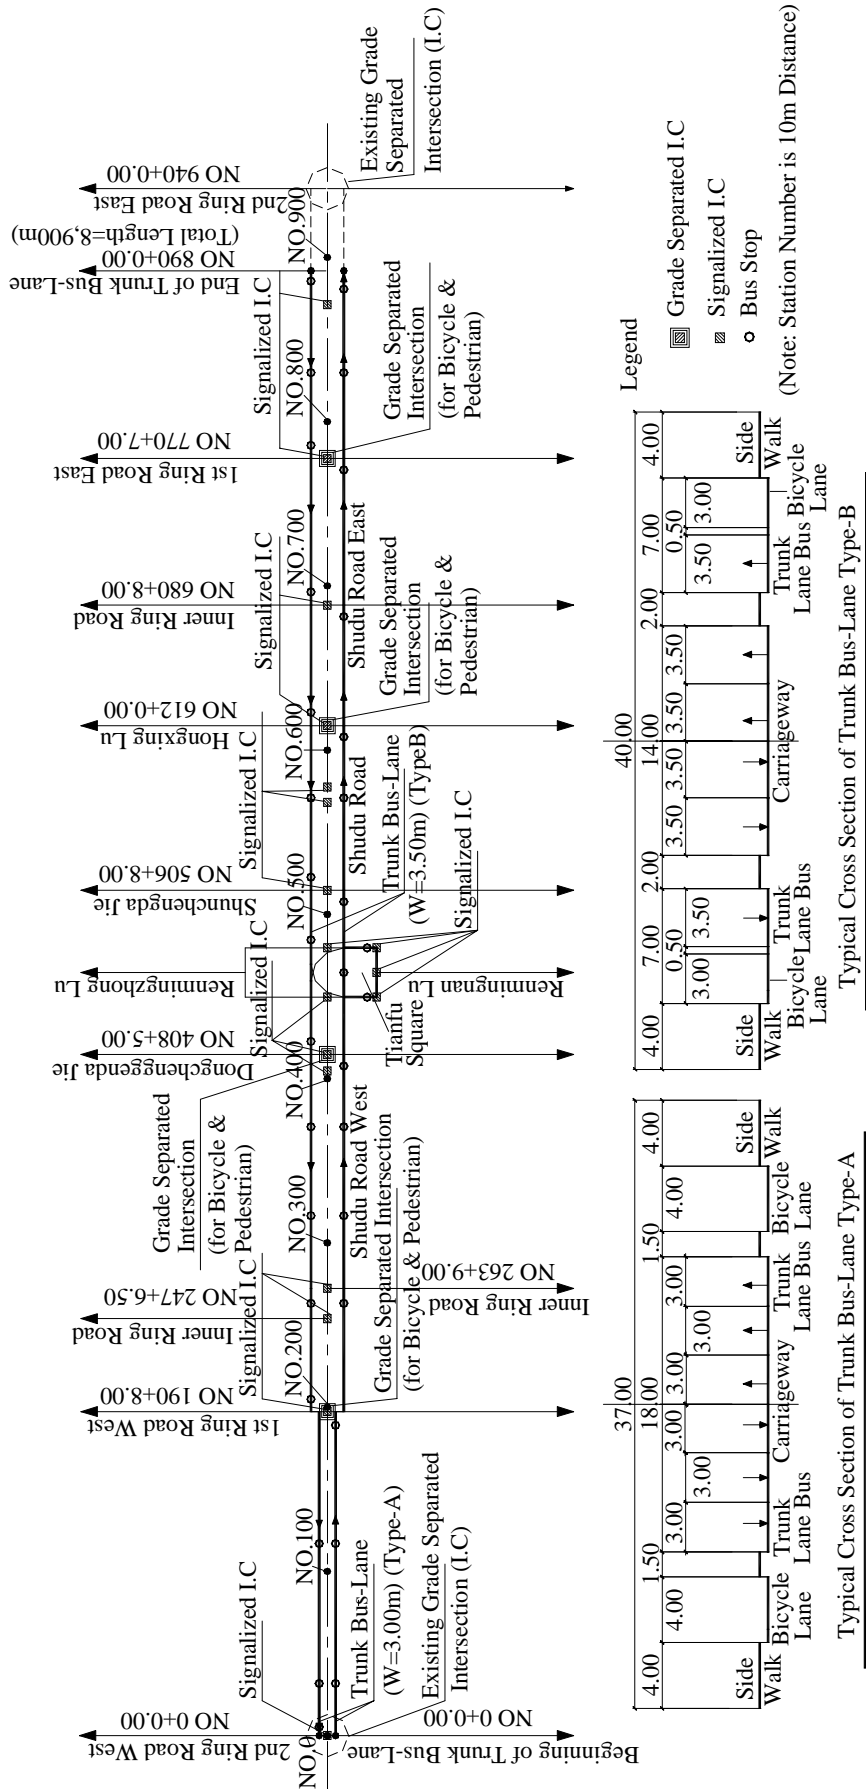 2nd Ring Road West
NO 0+0.00
NO.0
Beginning of Trunk Bus-Lane
NO 0+0.00
Signalized I.C
Trunk Bus-Lane
(W=3.00m) (Type-A)
Existing Grade Separated
Intersection (I.C)
NO.100
1st Ring Road West
NO 190+8.00
Signalized I.C
NO.200
Grade Separated Intersection
(for Bicycle & Pedestrian)
Inner Ring Road
NO 247+6.50
Inner Ring Road
NO 263+9.00
NO.300
Shudu Road West
Grade Separated
Intersection
(for Bicycle &
Pedestrian)
NO.400
Dongchenggenda Jie
NO 408+5.00
Signalized I.C
Renmingzhong Lu
Renmingnan Lu
Tianfu
Square
NO.500
Shunchengda Jie
NO 506+8.00
Signalized I.C
Signalized I.C
Trunk Bus-Lane
(W=3.50m) (TypeB)
Shudu Road
NO.600
Hongxing Lu
NO 612+0.00
Signalized I.C
Grade Separated
Intersection
(for Bicycle &
Pedestrian)
Inner Ring Road
NO 680+8.00
NO.700
Shudu Road East
1st Ring Road East
NO 770+7.00
Signalized I.C
NO.800
Grade Separated
Intersection
(for Bicycle &
Pedestrian)
End of Trunk Bus-Lane
NO 890+0.00
(Total Length=8,900m)
NO.900
2nd Ring Road East
NO 940+0.00
Existing Grade
Separated
Intersection (I.C)
37.00
4.00
1.50
18.00
1.50
4.00
4.00
3.00
3.00
3.00
3.00
3.00
3.00
4.00
Side
Walk
Bicycle
Lane
Trunk
Lane Bus
Carriageway
Trunk
Lane Bus
Bicycle
Lane
Side
Walk
Typical Cross Section of Trunk Bus-Lane Type-A
40.00
4.00
7.00
2.00
14.00
2.00
7.00
4.00
0.50
0.50
3.00
3.50
3.50
3.50
3.50
3.50
3.50
3.00
Side
Walk
Bicycle
Lane
Trunk
Lane Bus
Carriageway
Trunk
Lane Bus
Bicycle
Lane
Side
Walk
Typical Cross Section of Trunk Bus-Lane Type-B
Legend
Grade Separated I.C
Signalized I.C
Bus Stop
(Note: Station Number is 10m Distance)